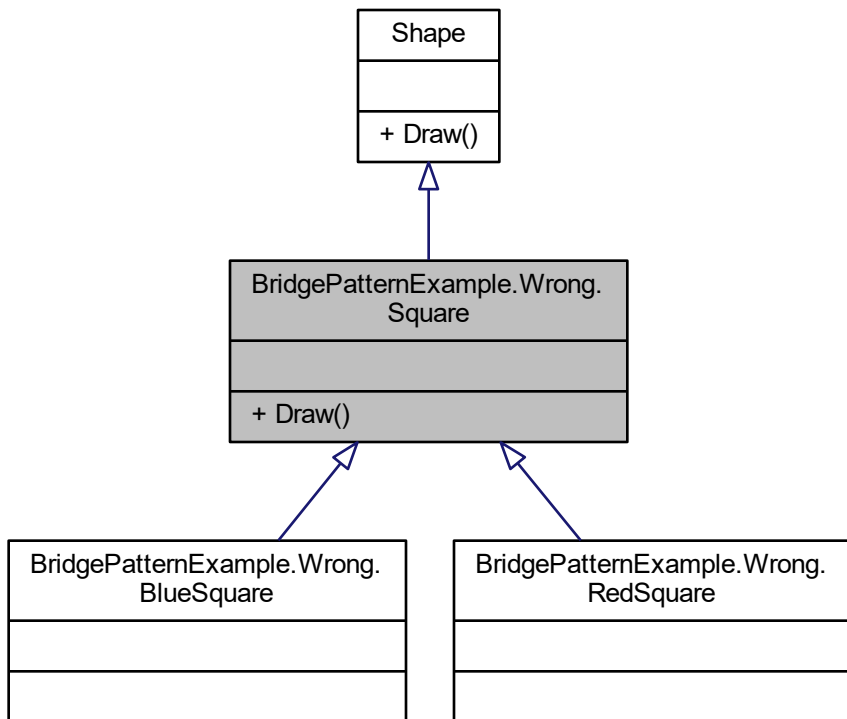 Shape
+ Draw()
BridgePatternExample.Wrong.
Square
+ Draw()
BridgePatternExample.Wrong.
BlueSquare
BridgePatternExample.Wrong.
RedSquare